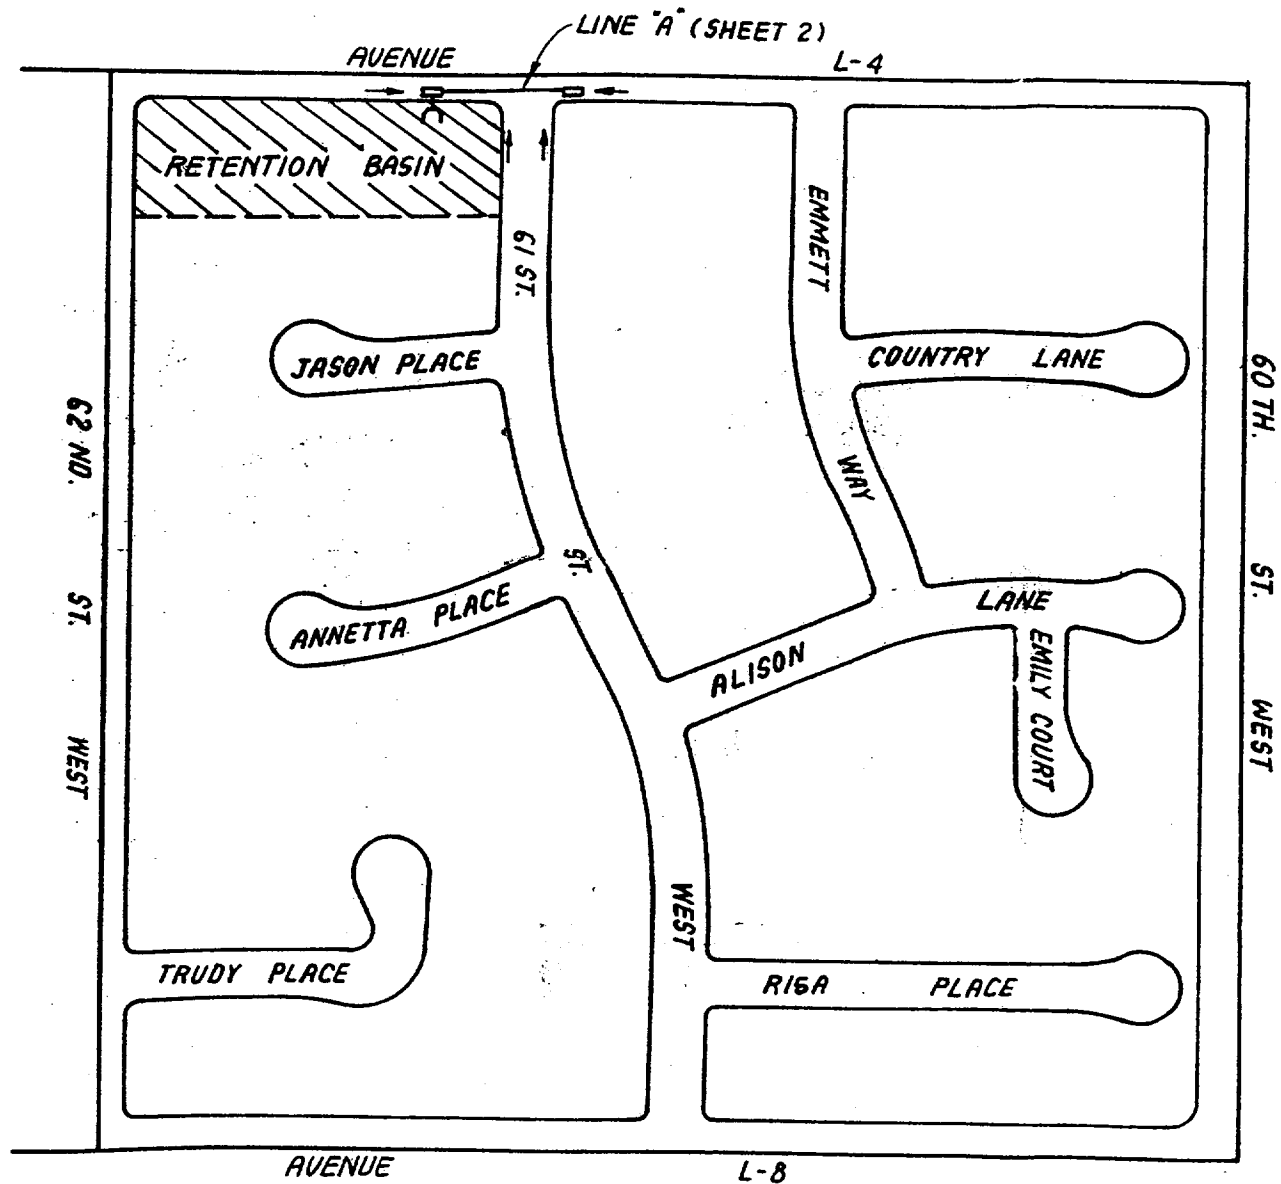 LINE "A" (SHEET 2)
AVENUE L-4
RETENTION BASIN
61 ST. ST. WEST
EMMETT WAY
JASON PLACE
COUNTRY LANE
62 ND. ST. WEST
60 TH. ST. WEST
ANNETTA PLACE
ALISON LANE
EMILY COURT
TRUDY PLACE
RISA PLACE
AVENUE L-8